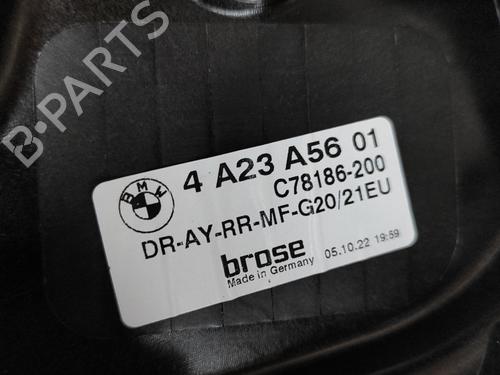 B-PARTS
BMW
4 A23 A56 01
C78186-200
DR-AY-RR-MF-G20/21EU
brose
Made in Germany
05.10.22 19:59